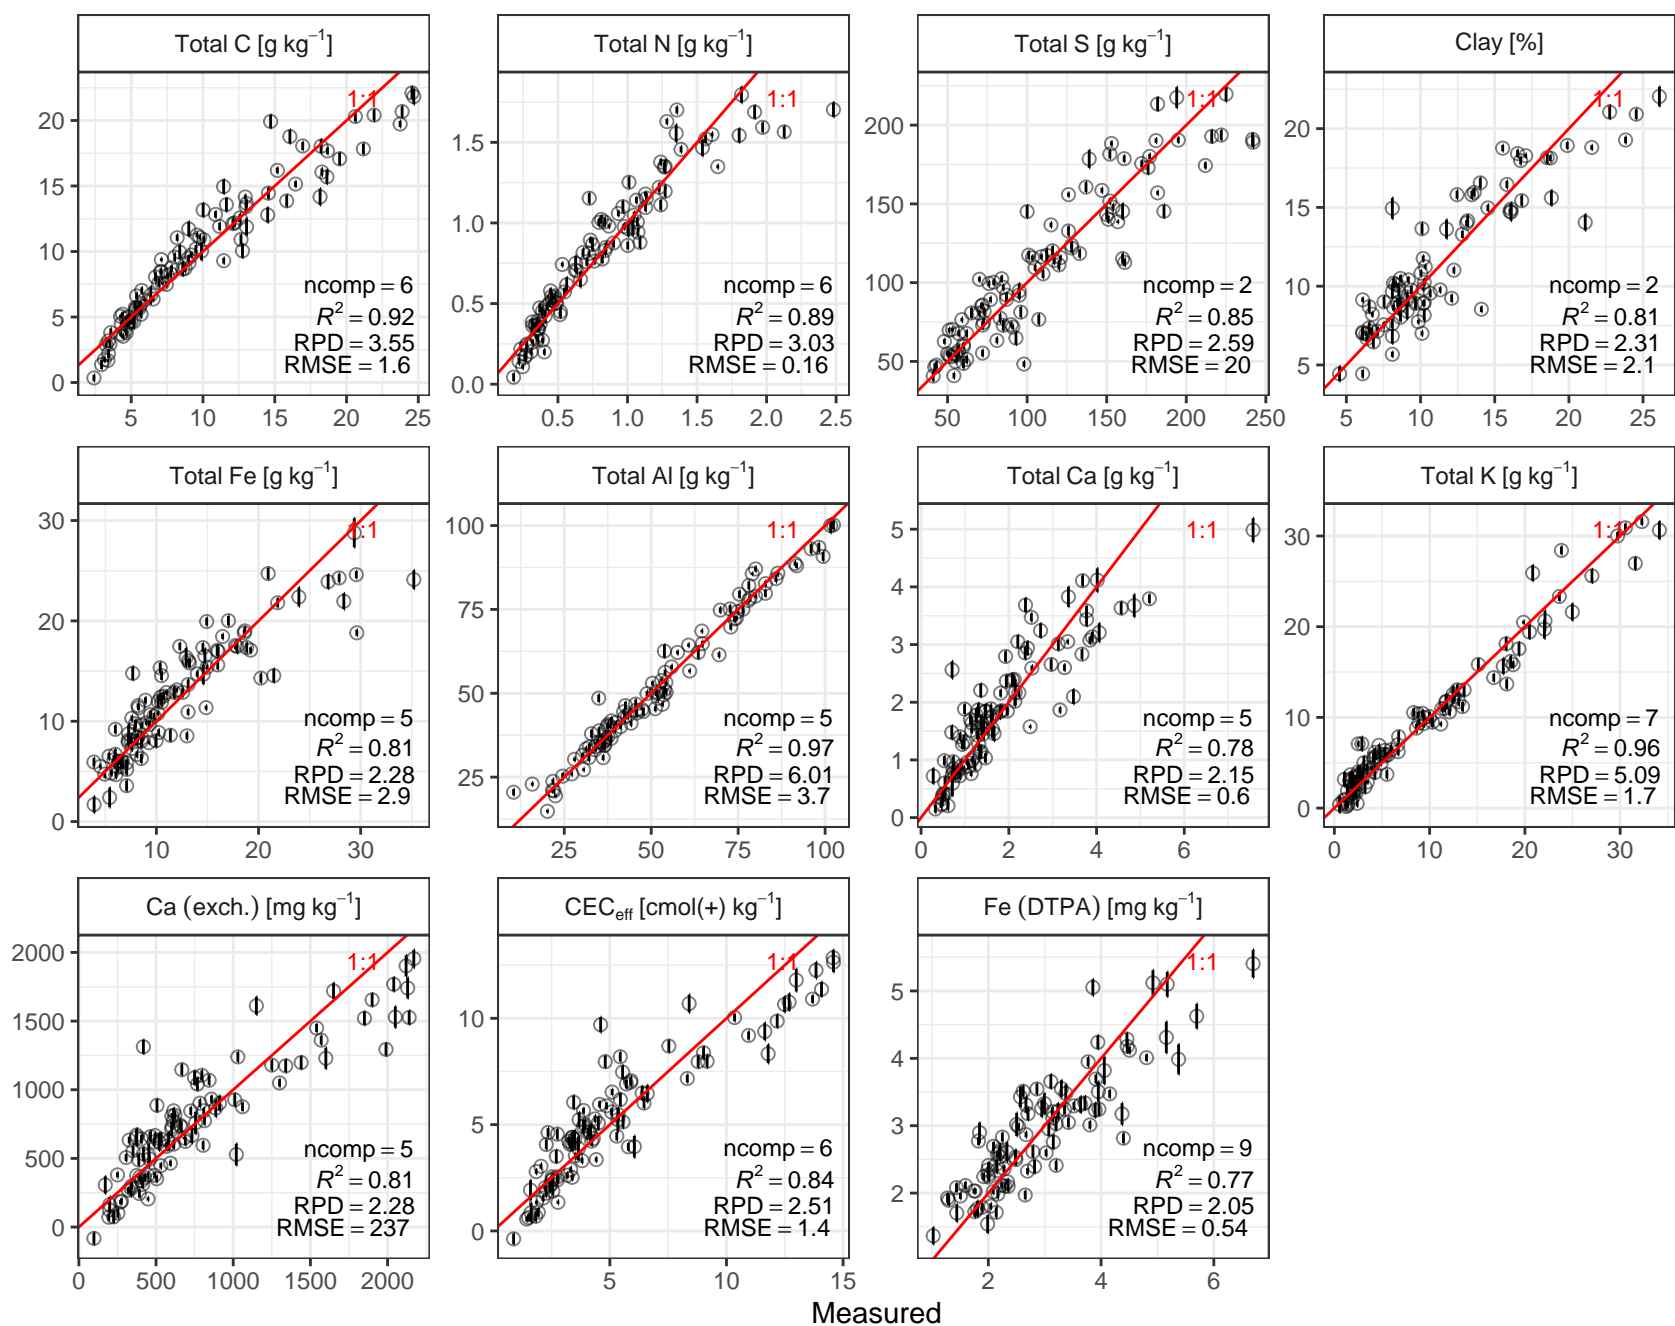 Total C [g kg⁻¹]
1:1
ncomp = 6
R² = 0.92
RPD = 3.55
RMSE = 1.6
0
5
10
15
20
5
10
15
20
25
Total N [g kg⁻¹]
1:1
ncomp = 6
R² = 0.89
RPD = 3.03
RMSE = 0.16
0.0
0.5
1.0
1.5
0.5
1.0
1.5
2.0
2.5
Total S [g kg⁻¹]
1:1
ncomp = 2
R² = 0.85
RPD = 2.59
RMSE = 20
50
100
150
200
50
100
150
200
250
Clay [%]
1:1
ncomp = 2
R² = 0.81
RPD = 2.31
RMSE = 2.1
5
10
15
20
5
10
15
20
25
Total Fe [g kg⁻¹]
1:1
ncomp = 5
R² = 0.81
RPD = 2.28
RMSE = 2.9
0
10
20
30
10
20
30
Total Al [g kg⁻¹]
1:1
ncomp = 5
R² = 0.97
RPD = 6.01
RMSE = 3.7
25
50
75
100
25
50
75
100
Total Ca [g kg⁻¹]
1:1
ncomp = 5
R² = 0.78
RPD = 2.15
RMSE = 0.6
0
1
2
3
4
5
0
2
4
6
Total K [g kg⁻¹]
1:1
ncomp = 7
R² = 0.96
RPD = 5.09
RMSE = 1.7
0
10
20
30
0
10
20
30
Ca (exch.) [mg kg⁻¹]
1:1
ncomp = 5
R² = 0.81
RPD = 2.28
RMSE = 237
0
500
1000
1500
2000
0
500
1000
1500
2000
CECeff [cmol(+) kg⁻¹]
1:1
ncomp = 6
R² = 0.84
RPD = 2.51
RMSE = 1.4
0
5
10
5
10
15
Fe (DTPA) [mg kg⁻¹]
1:1
ncomp = 9
R² = 0.77
RPD = 2.05
RMSE = 0.54
2
3
4
5
2
4
6
Measured